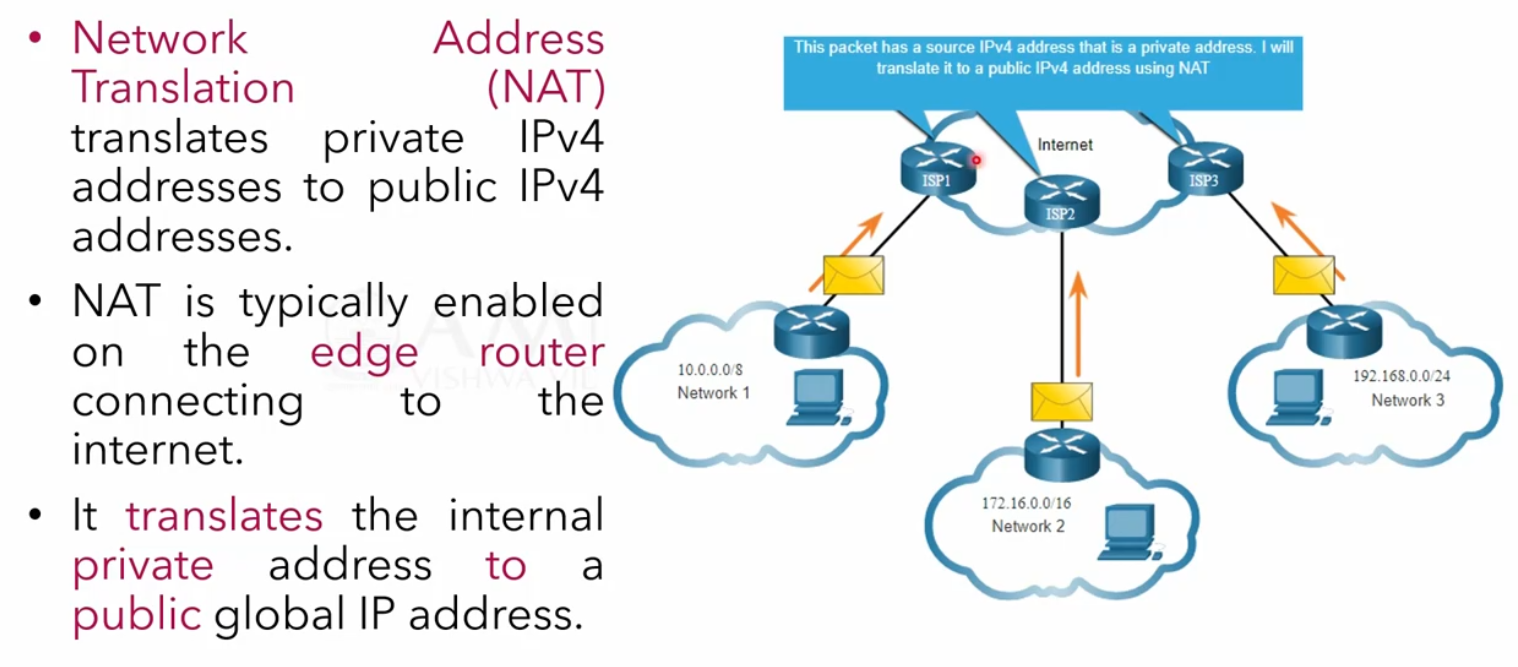 • Network Address
Translation (NAT)
translates private IPv4
addresses to public IPv4
addresses.
• NAT is typically enabled
on the edge router
connecting to the
internet.
• It translates the internal
private address to a
public global IP address.
This packet has a source IPv4 address that is a private address. I will
translate it to a public IPv4 address using NAT
Internet
ISP1
ISP2
ISP3
10.0.0.0/8
Network 1
172.16.0.0/16
Network 2
192.168.0.0/24
Network 3